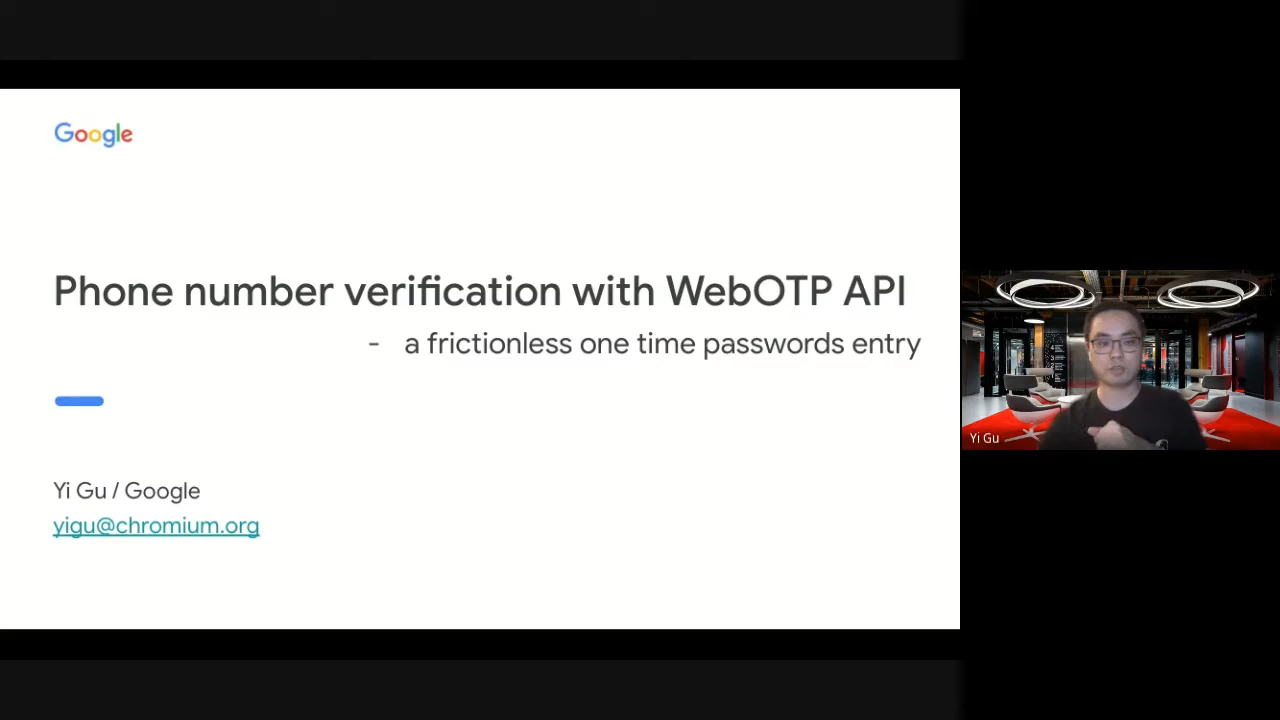 Google
Phone number verification with WebOTP API
- a frictionless one time passwords entry
Yi Gu / Google
yigu@chromium.org
Yi Gu